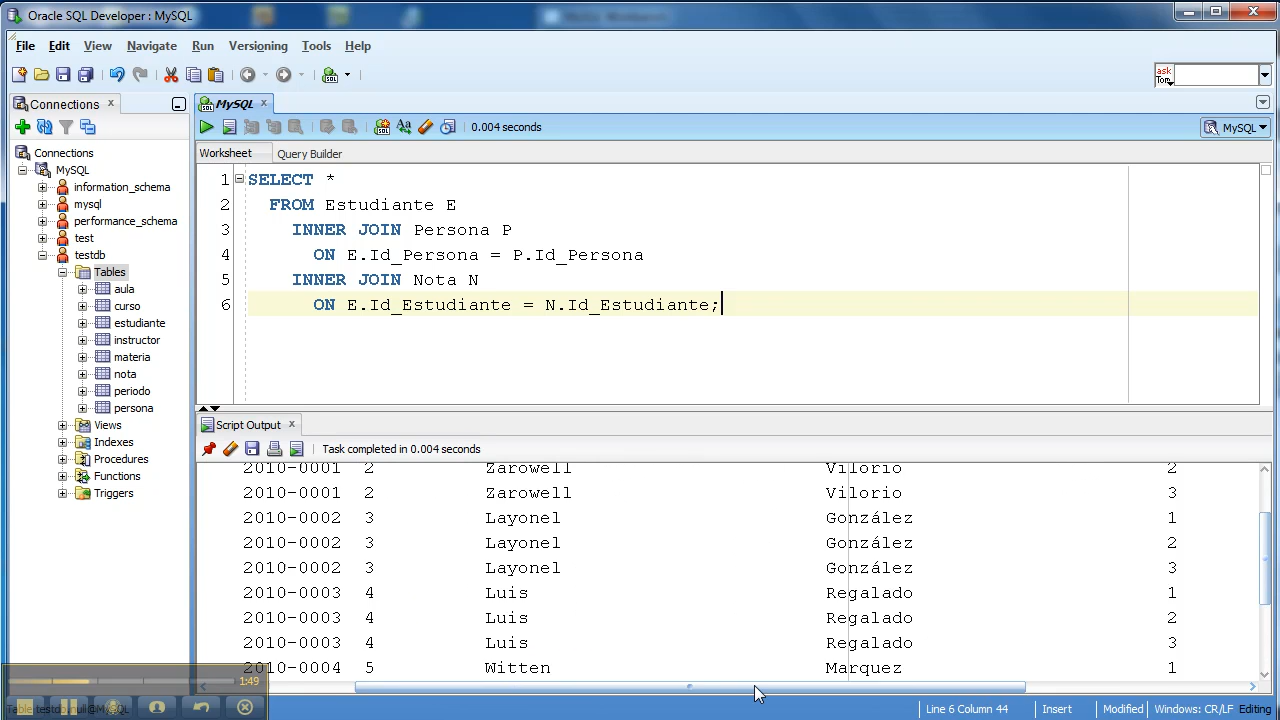 Oracle SQL Developer : MySQL
File Edit View Navigate Run Versioning Tools Help
ask
Tom
Connections
MySQL
0.004 seconds
MySQL
Worksheet Query Builder
Connections
MySQL
information_schema
mysql
performance_schema
test
testdb
Tables
aula
curso
estudiante
instructor
materia
nota
periodo
persona
Views
Indexes
Procedures
Functions
Triggers
1 SELECT *
2 FROM Estudiante E
3 INNER JOIN Persona P
4 ON E.Id_Persona = P.Id_Persona
5 INNER JOIN Nota N
6 ON E.Id_Estudiante = N.Id_Estudiante;
Script Output
Task completed in 0.004 seconds
2010-0001 2 Zarowell Vilorio 2
2010-0001 2 Zarowell Vilorio 3
2010-0002 3 Layonel González 1
2010-0002 3 Layonel González 2
2010-0002 3 Layonel González 3
2010-0003 4 Luis Regalado 1
2010-0003 4 Luis Regalado 2
2010-0003 4 Luis Regalado 3
2010-0004 5 Witten Marquez 1
1:49
Line 6 Column 44 Insert Modified Windows: CR/LF Editing